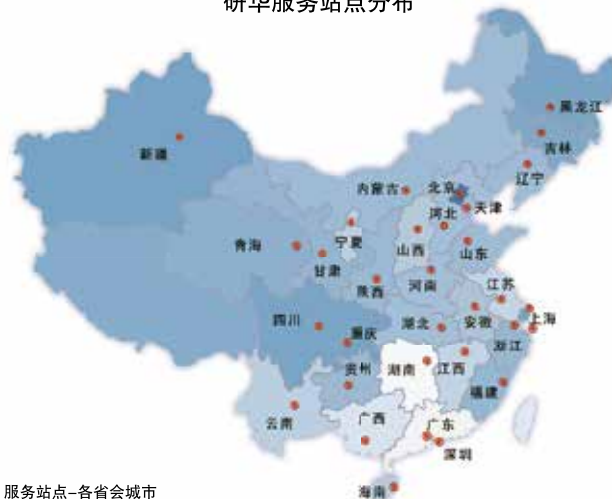 研华服务站点分布
黑龙江
吉林
辽宁
新疆
内蒙古
北京
天津
河北
宁夏
山西
山东
青海
甘肃
陕西
河南
江苏
四川
重庆
湖北
安徽
上海
浙江
贵州
湖南
江西
福建
云南
广西
广东
深圳
海南
服务站点-各省会城市